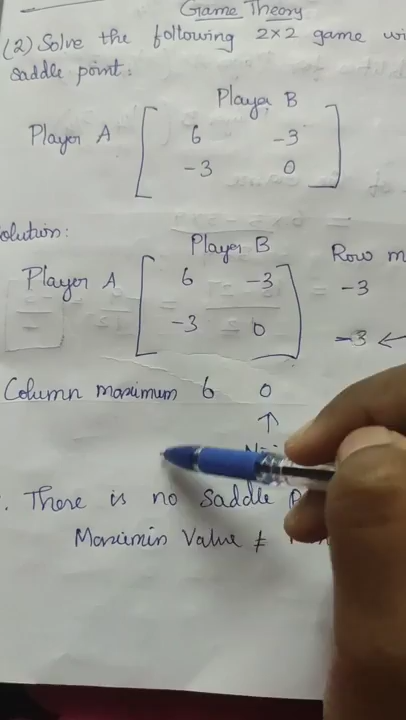 Game Theory
(2) Solve the following 2×2 game
saddle point:
Player B
Player A
6 -3
-3 0
Player B
Player A
6 -3
-3 0
Row
-3
-3 ←
Column maximum 6 0
↑
There is no saddle
Maximin Value ≠